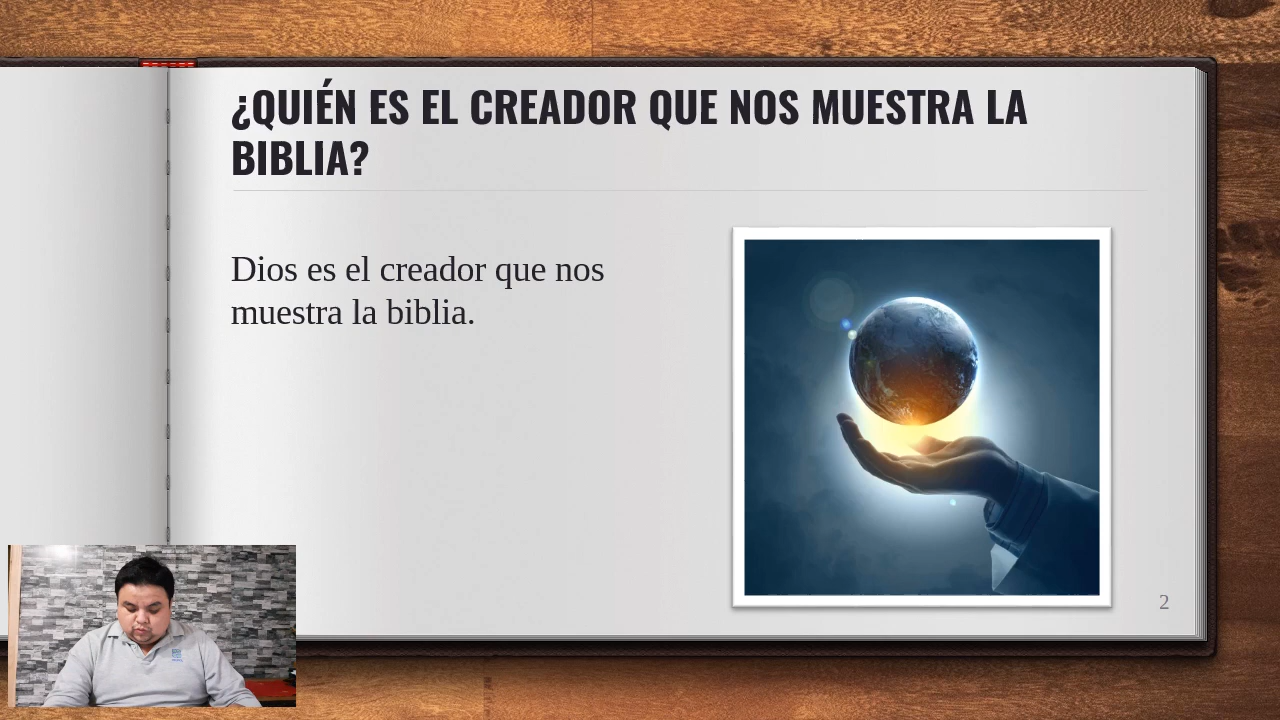 ¿QUIÉN ES EL CREADOR QUE NOS MUESTRA LA
BIBLIA?
Dios es el creador que nos
muestra la biblia.
2